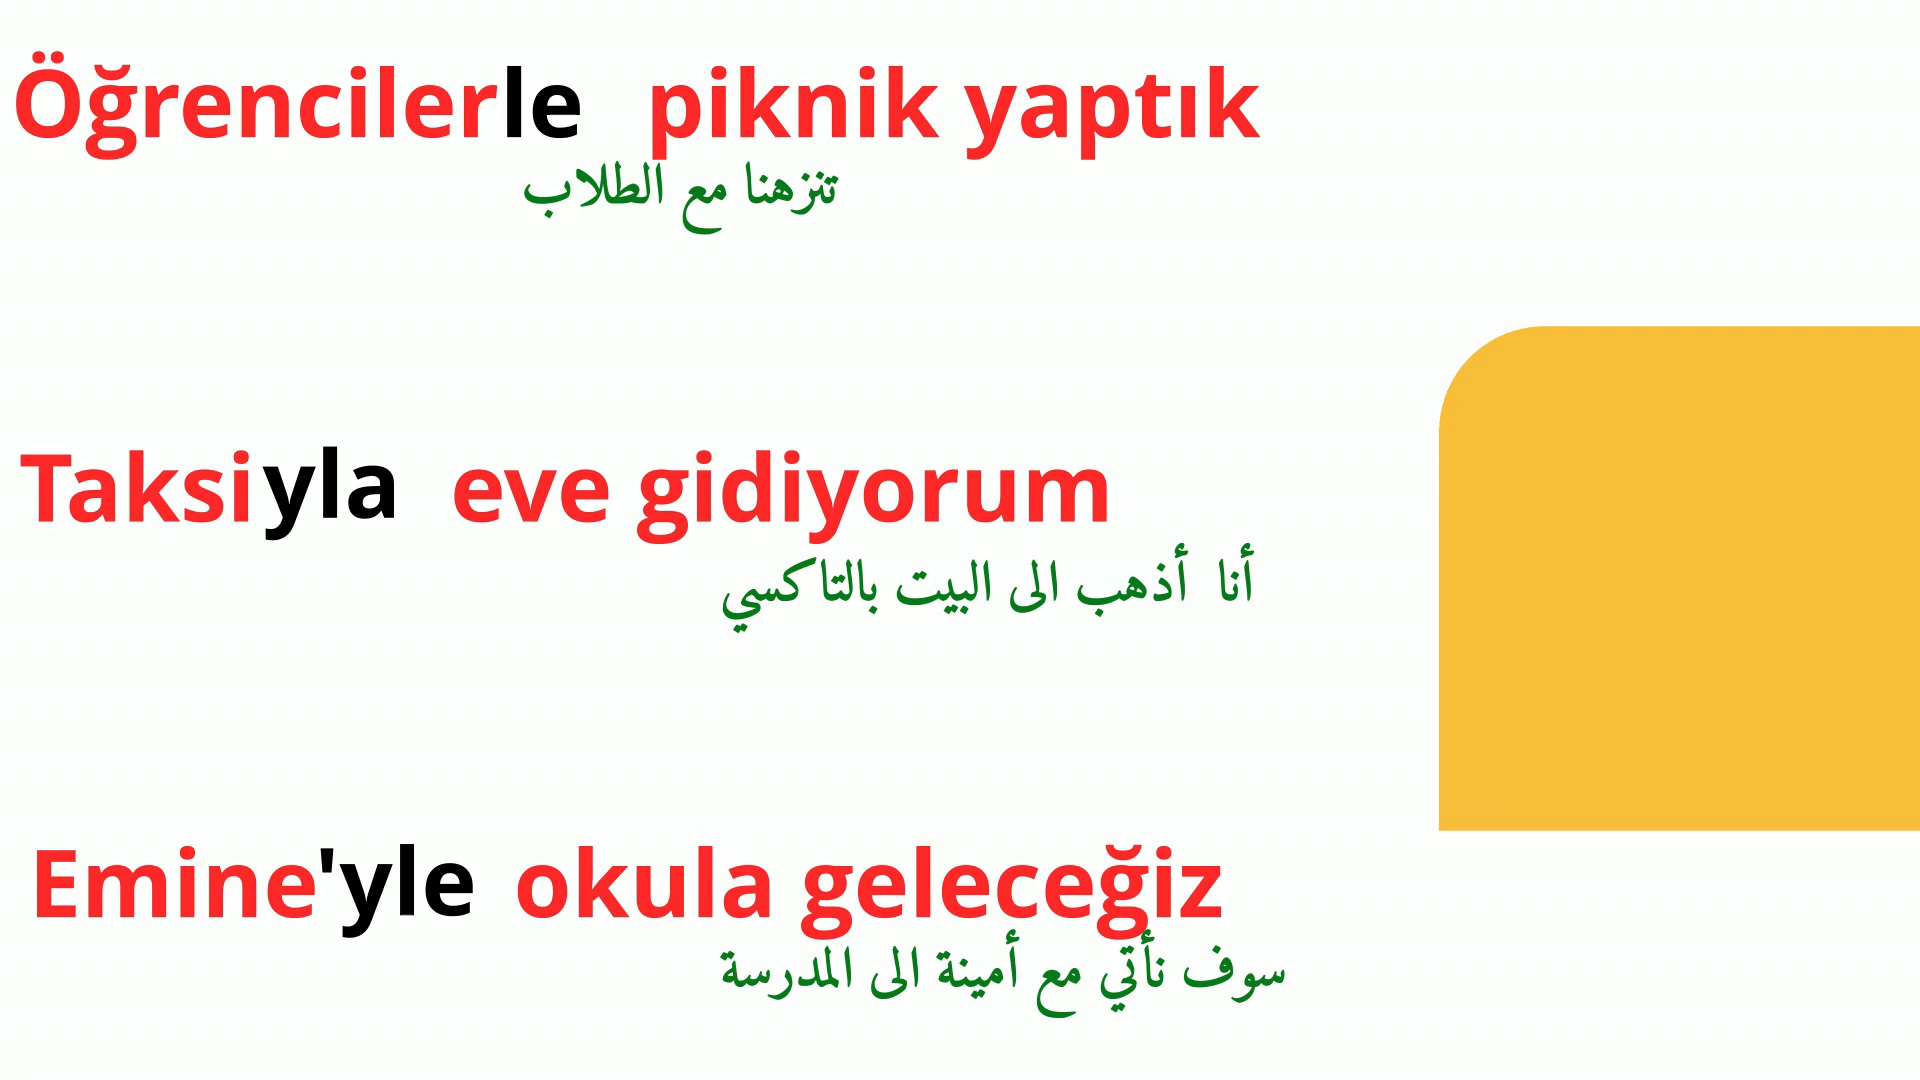 Öğrencilerle piknik yaptık
تنزهنا مع الطلاب
Taksiyla eve gidiyorum
أنا أذهب الى البيت بالتاكسي
Emine'yle okula geleceğiz
سوف نأتي مع أمينة الى المدرسة